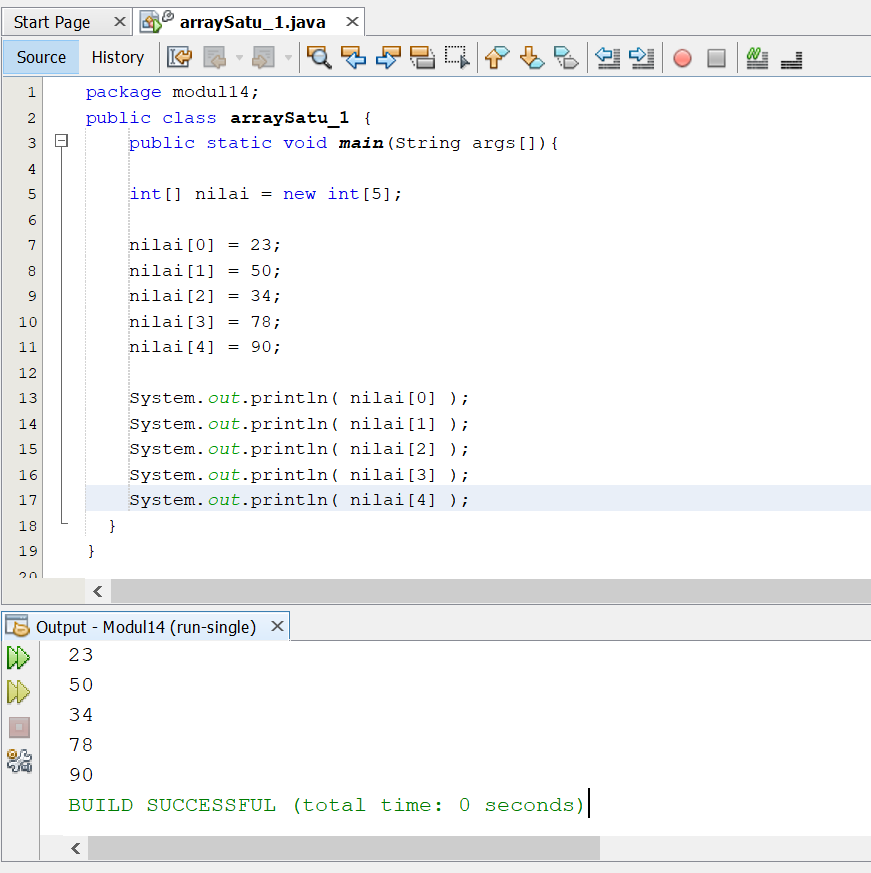 Start Page arraySatu_1.java
Source History
1 package modul14;
2 public class arraySatu_1 {
3 public static void main(String args[]){
4
5 int[] nilai = new int[5];
6
7 nilai[0] = 23;
8 nilai[1] = 50;
9 nilai[2] = 34;
10 nilai[3] = 78;
11 nilai[4] = 90;
12
13 System.out.println( nilai[0] );
14 System.out.println( nilai[1] );
15 System.out.println( nilai[2] );
16 System.out.println( nilai[3] );
17 System.out.println( nilai[4] );
18 }
19 }
20
Output - Modul14 (run-single)
23
50
34
78
90
BUILD SUCCESSFUL (total time: 0 seconds)